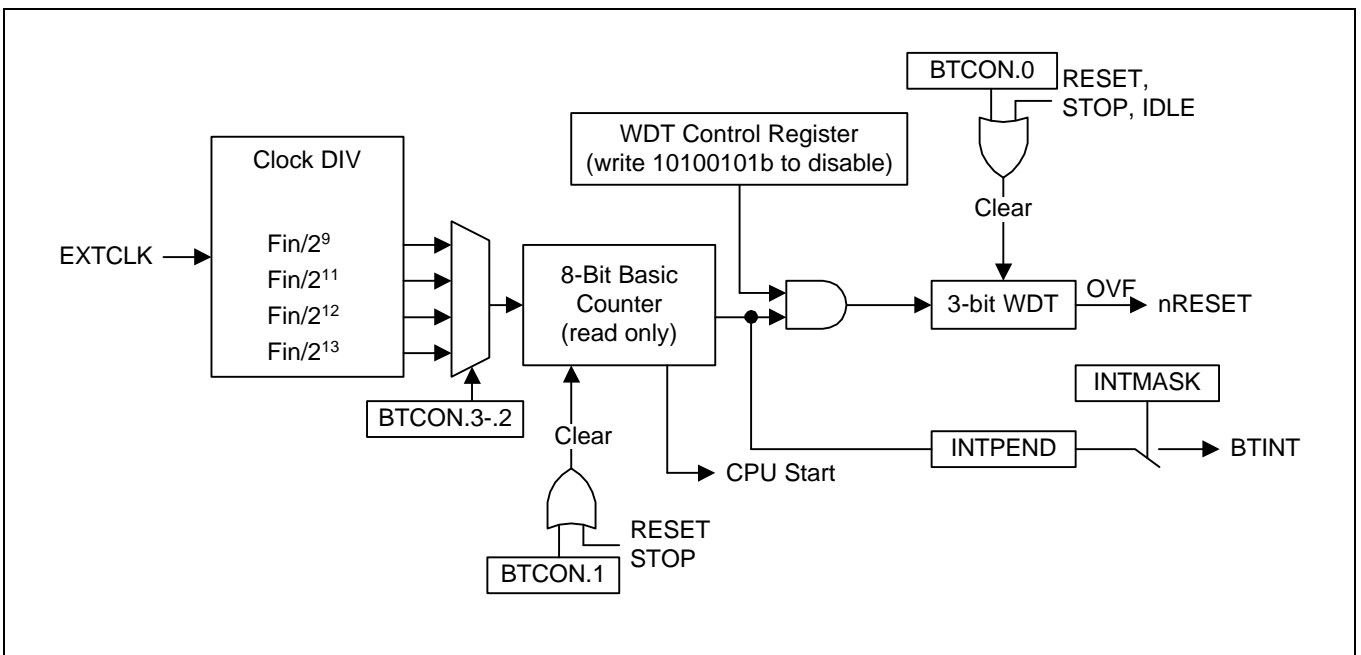 BTCON.0
RESET,
STOP, IDLE
WDT Control Register
(write 10100101b to disable)
Clock DIV
Clear
EXTCLK
Fin/2⁹
Fin/2¹¹
Fin/2¹²
Fin/2¹³
8-Bit Basic
Counter
(read only)
3-bit WDT
OVF
nRESET
INTMASK
BTCON.3-.2
Clear
INTPEND
BTINT
CPU Start
RESET
STOP
BTCON.1